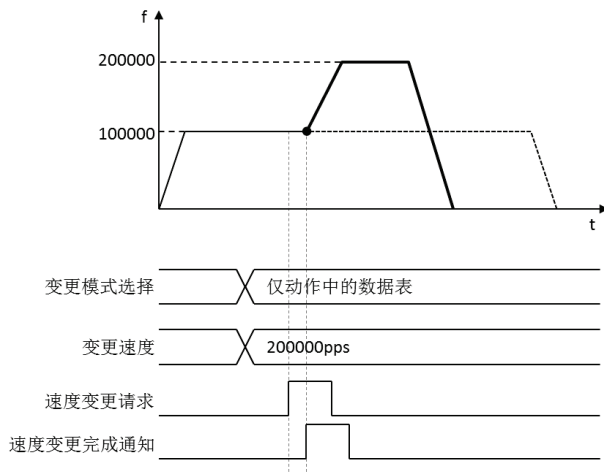 f
200000
100000
t
变更模式选择
仅动作中的数据表
变更速度
200000pps
速度变更请求
速度变更完成通知